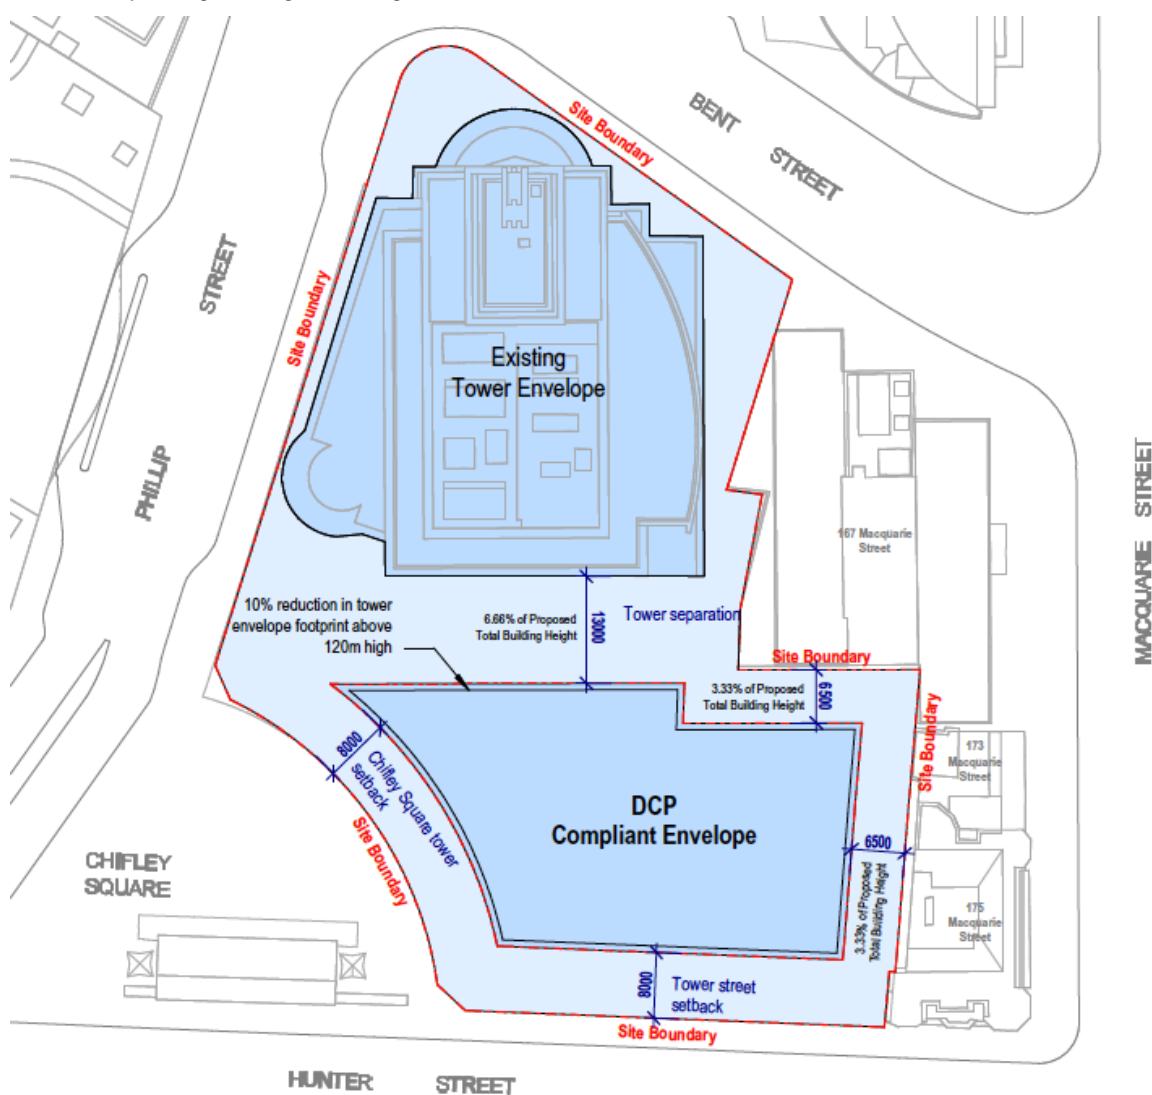 BENT
STREET
Site Boundary
STREET
PHILLIP
Site Boundary
Existing
Tower Envelope
MACQUARIE STREET
167 Macquarie
Street
10% reduction in tower
envelope footprint above
120m high
6.66% of Proposed
Total Building Height
13000
Tower separation
Site Boundary
3.33% of Proposed
Total Building Height
6500
Site Boundary
173
Macquarie
Street
8000
Chifley Square tower
setback
Site Boundary
DCP
Compliant Envelope
6500
3.33% of Proposed
Total Building Height
175
Macquarie
Street
CHIFLEY
SQUARE
8000
Tower street
setback
Site Boundary
HUNTER STREET